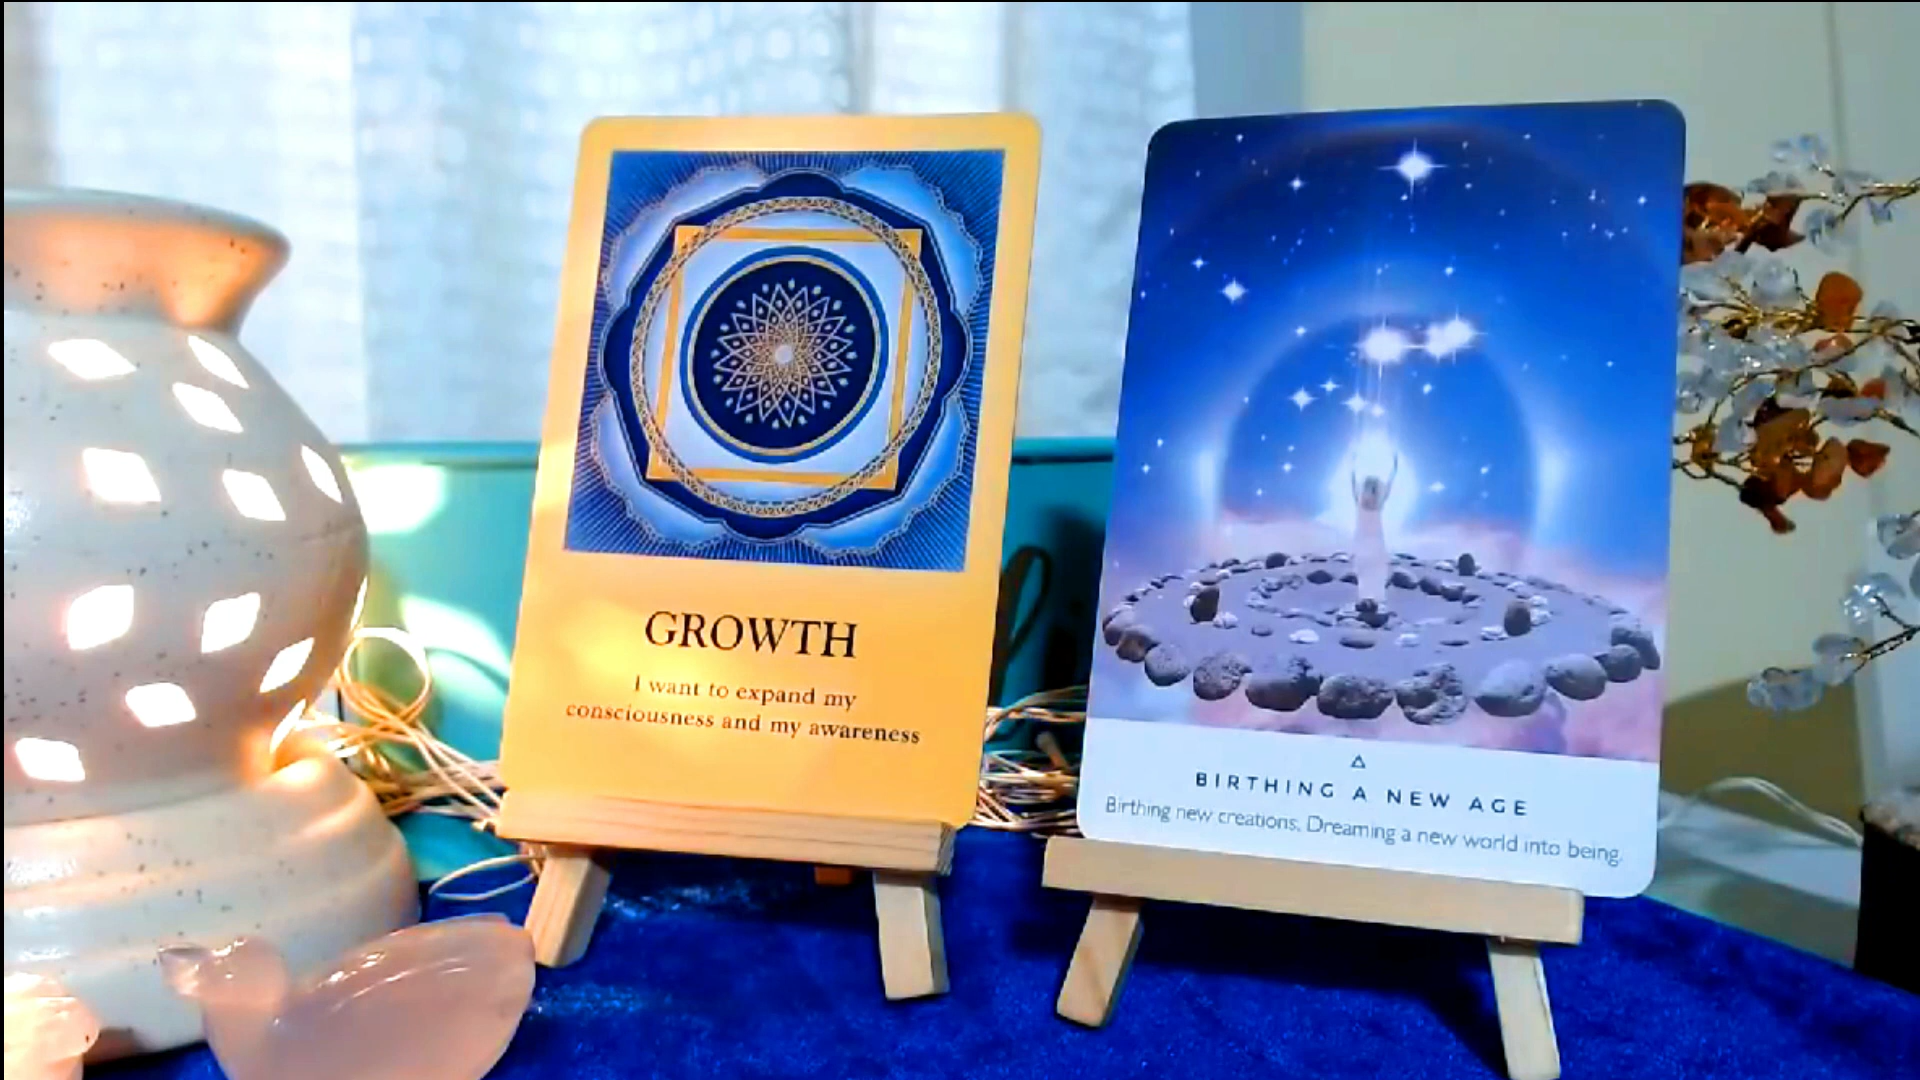 GROWTH
I want to expand my
consciousness and my awareness
BIRTHING A NEW AGE
Birthing new creations. Dreaming a new world into being.